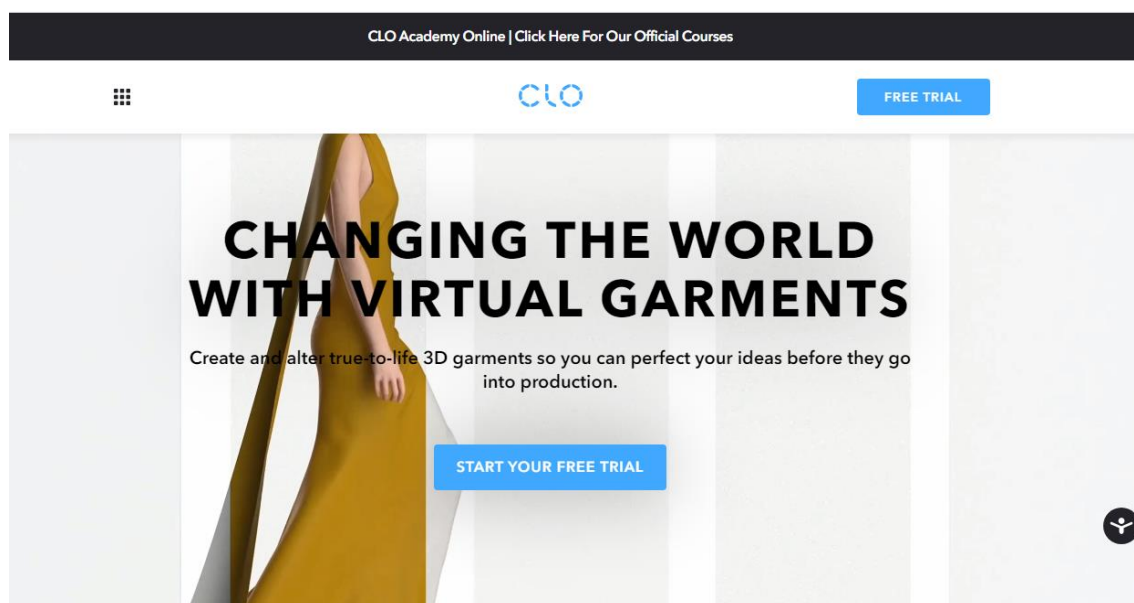 CLO Academy Online | Click Here For Our Official Courses
CLO
FREE TRIAL
CHANGING THE WORLD
WITH VIRTUAL GARMENTS
Create and alter true-to-life 3D garments so you can perfect your ideas before they go
into production.
START YOUR FREE TRIAL